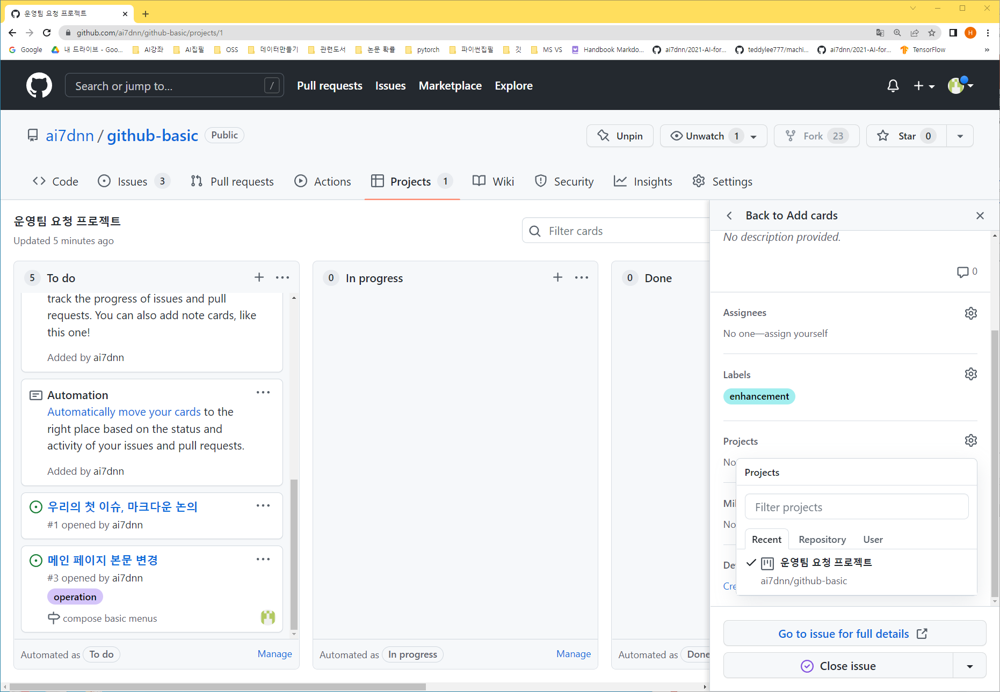 운영팀 요청 프로젝트
github.com/ai7dnn/github-basic/projects/1
H
Google
내 드라이브 - Goo...
AI강좌
AI집필
OSS
데이터만들기
관련도서
논문 확률
pytorch
파이썬집필
깃
MS VS
Handbook Markdo...
ai7dnn/2021-AI-for...
teddylee777/machi...
ai7dnn/2021-AI-for...
TensorFlow
»
Search or jump to...
/
Pull requests
Issues
Marketplace
Explore
ai7dnn / github-basic
Public
Unpin
Unwatch 1
Fork 23
Star 0
Code
Issues 3
Pull requests
Actions
Projects 1
Wiki
Security
Insights
Settings
운영팀 요청 프로젝트
Updated 5 minutes ago
Filter cards
5 To do
track the progress of issues and pull
requests. You can also add note cards, like
this one!
Added by ai7dnn
Automation
Automatically move your cards to the
right place based on the status and
activity of your issues and pull requests.
Added by ai7dnn
우리의 첫 이슈, 마크다운 논의
#1 opened by ai7dnn
메인 페이지 본문 변경
#3 opened by ai7dnn
operation
compose basic menus
Automated as To do
Manage
0 In progress
Automated as In progress
Manage
0 Done
Automated as Done
Back to Add cards
No description provided.
0
Assignees
No one—assign yourself
Labels
enhancement
Projects
No
Projects
Filter projects
Mil
No
Recent
Repository
User
운영팀 요청 프로젝트
De
ai7dnn/github-basic
Cre
Go to issue for full details
Close issue